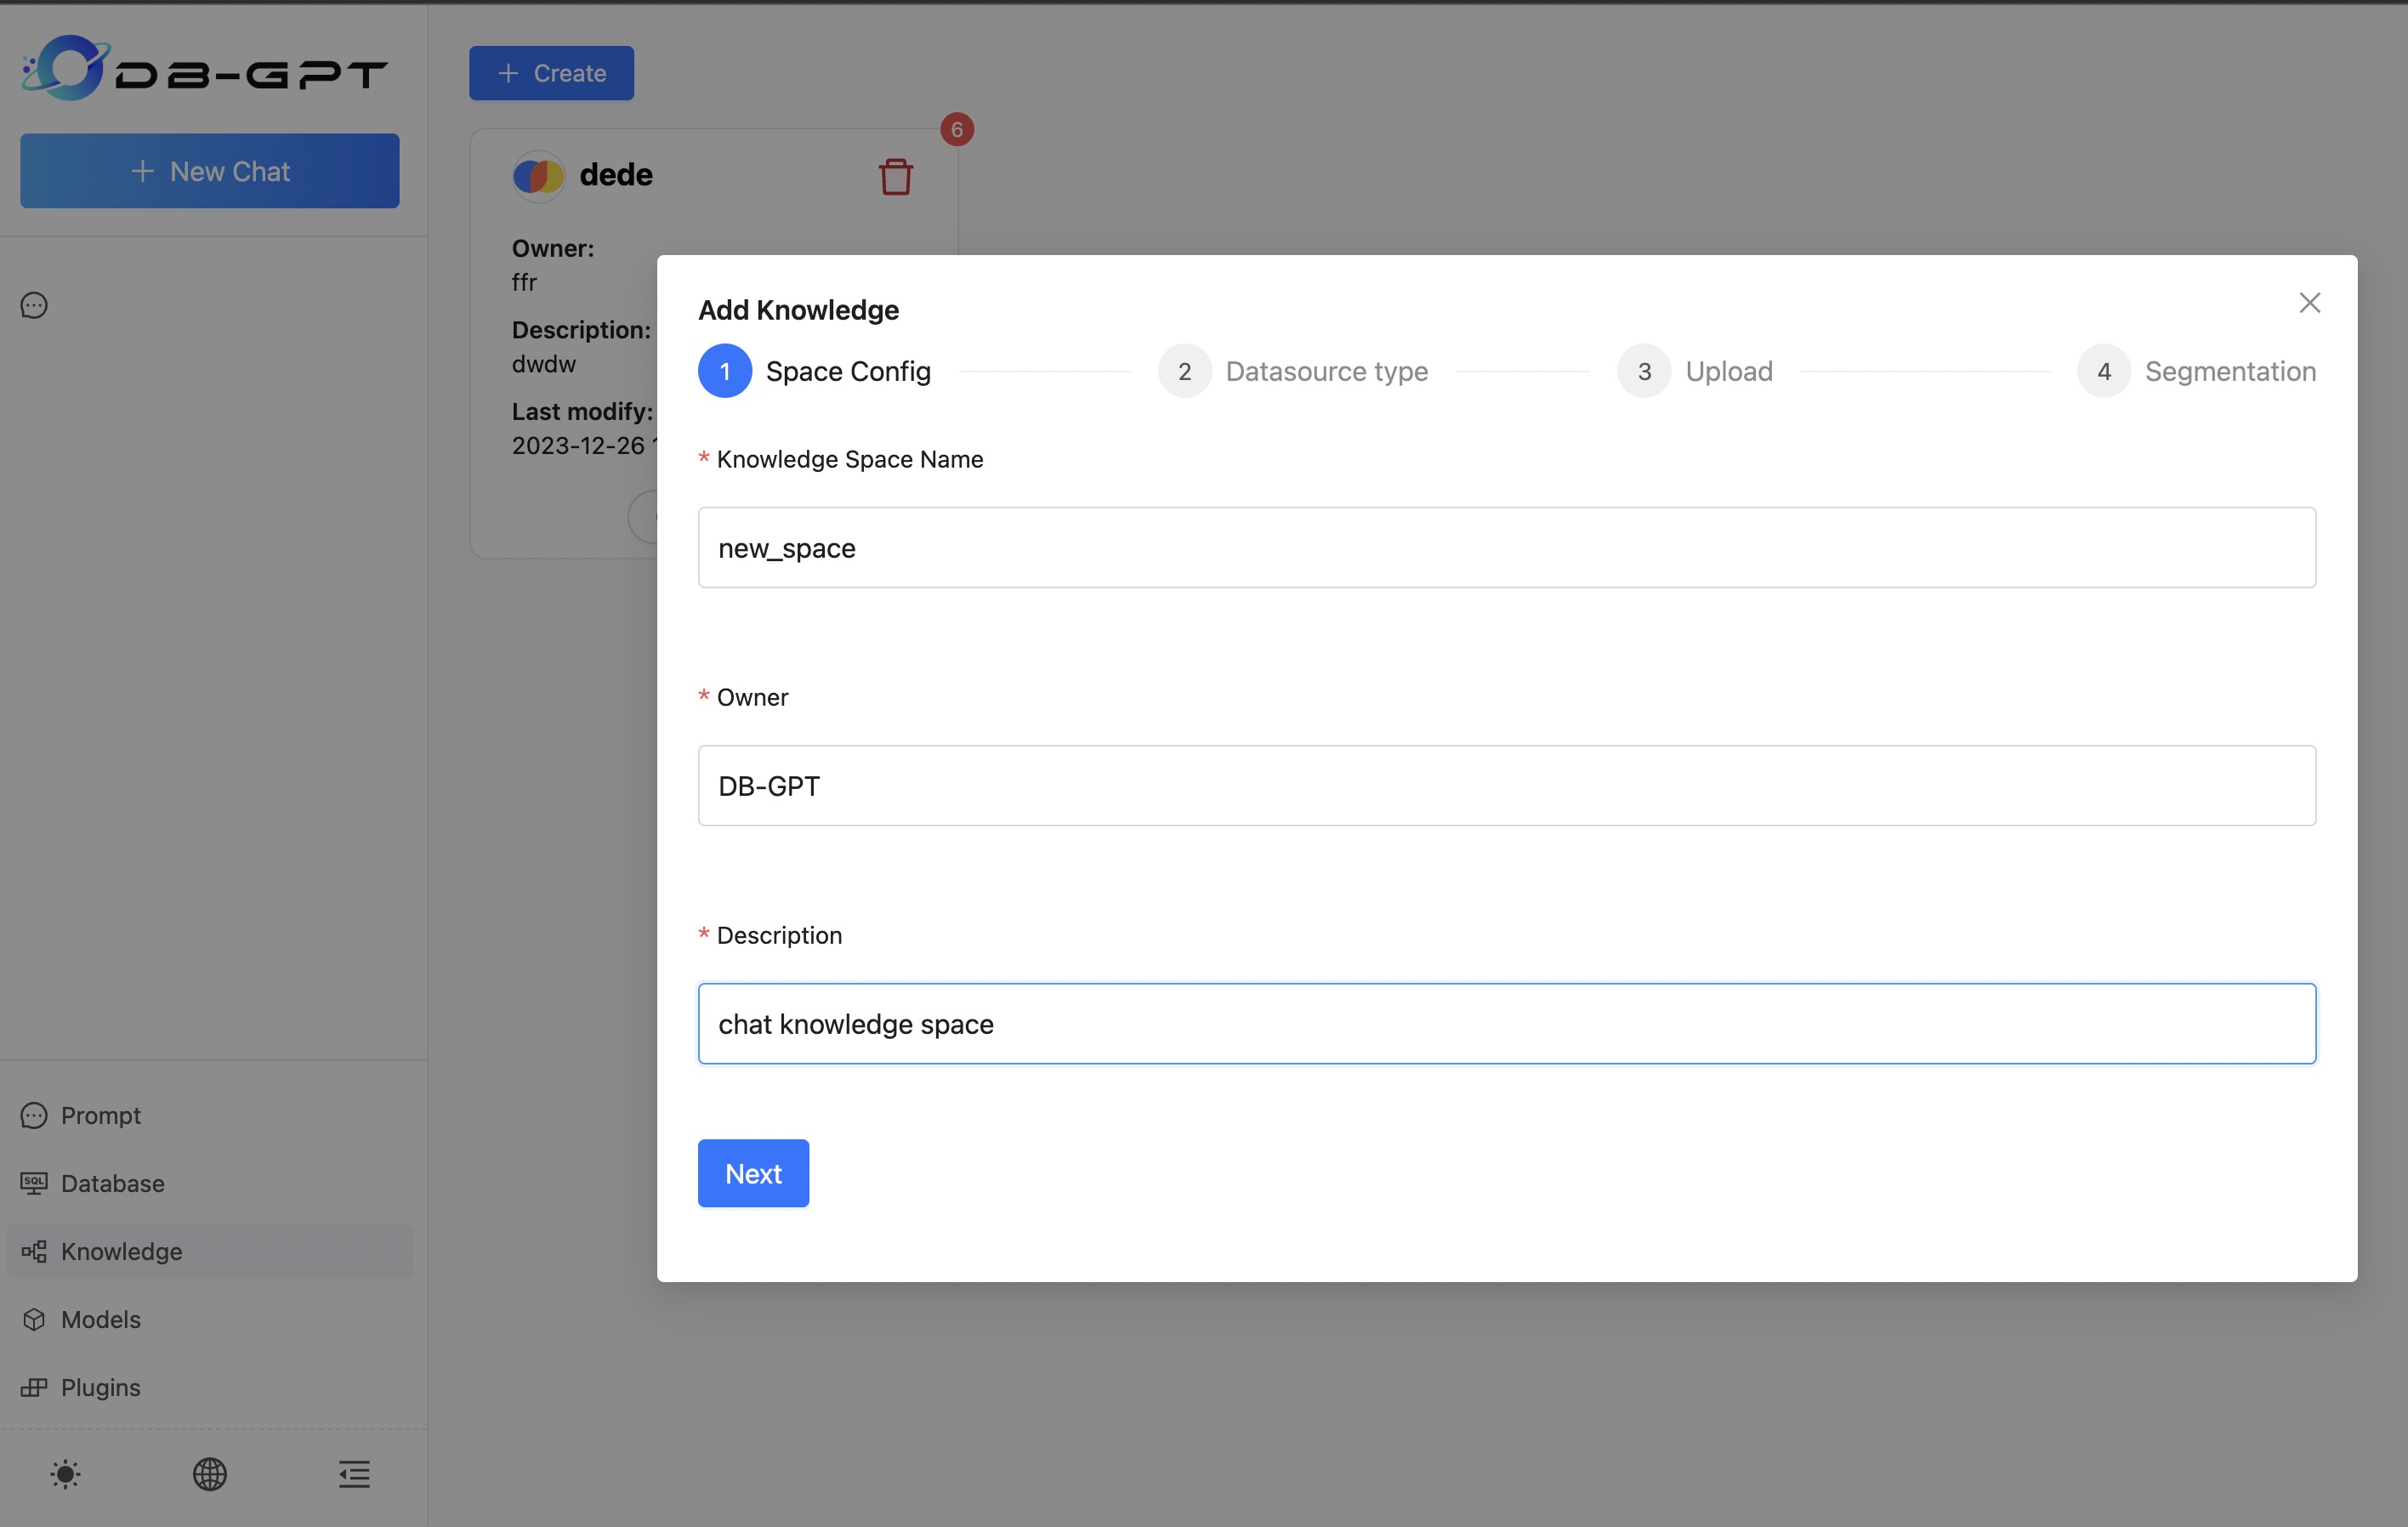 DB-GPT
+ New Chat
Prompt
Database
Knowledge
Models
Plugins
+ Create
6
dede
Owner:
ffr
Description:
dwdw
Last modify:
2023-12-26
Add Knowledge
1 Space Config
2 Datasource type
3 Upload
4 Segmentation
* Knowledge Space Name
new_space
* Owner
DB-GPT
* Description
chat knowledge space
Next
SQL